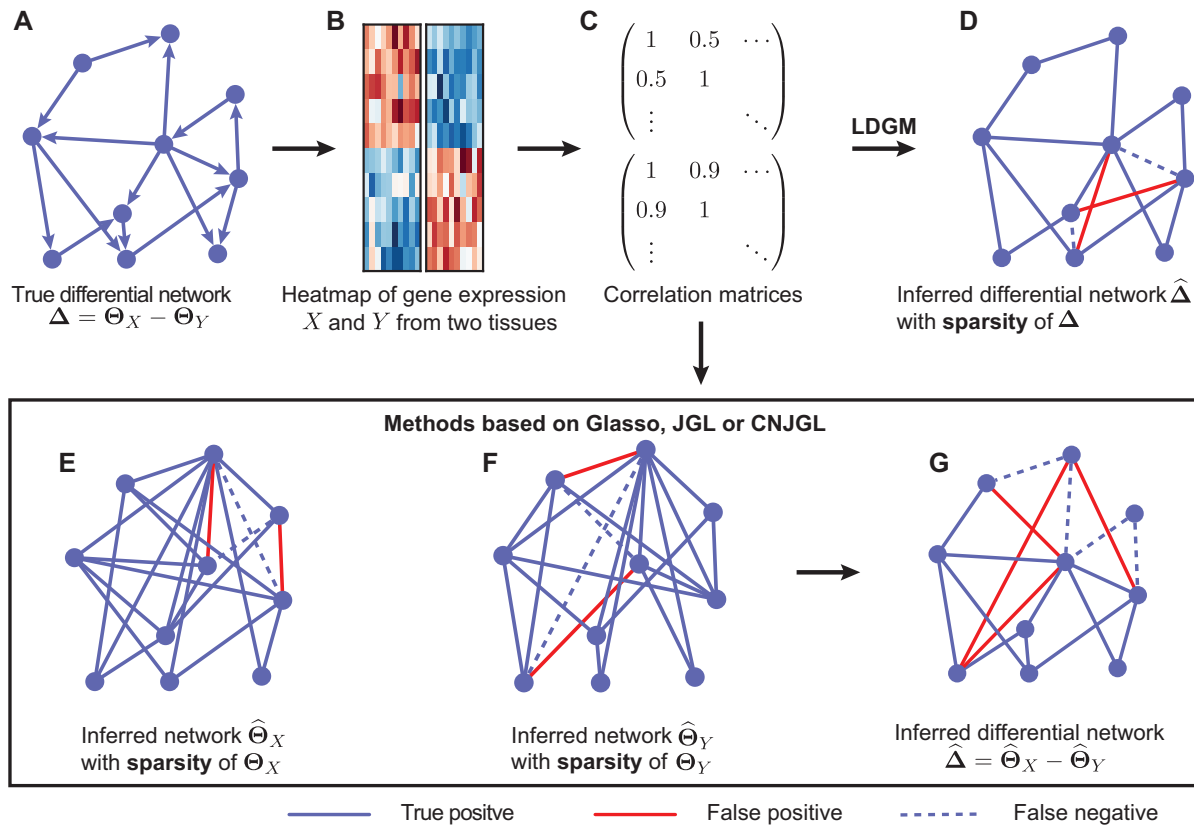 A
B
C
D
True differential network
Δ = Θ_X − Θ_Y
Heatmap of gene expression
X and Y from two tissues
1 0.5 ⋯
0.5 1
⋮ ⋱
1 0.9 ⋯
0.9 1
⋮ ⋱
Correlation matrices
LDGM
Inferred differential network Δ̂
with sparsity of Δ
Methods based on Glasso, JGL or CNJGL
E
F
G
Inferred network Θ̂_X
with sparsity of Θ_X
Inferred network Θ̂_Y
with sparsity of Θ_Y
Inferred differential network
Δ̂ = Θ̂_X − Θ̂_Y
True positve
False positive
False negative